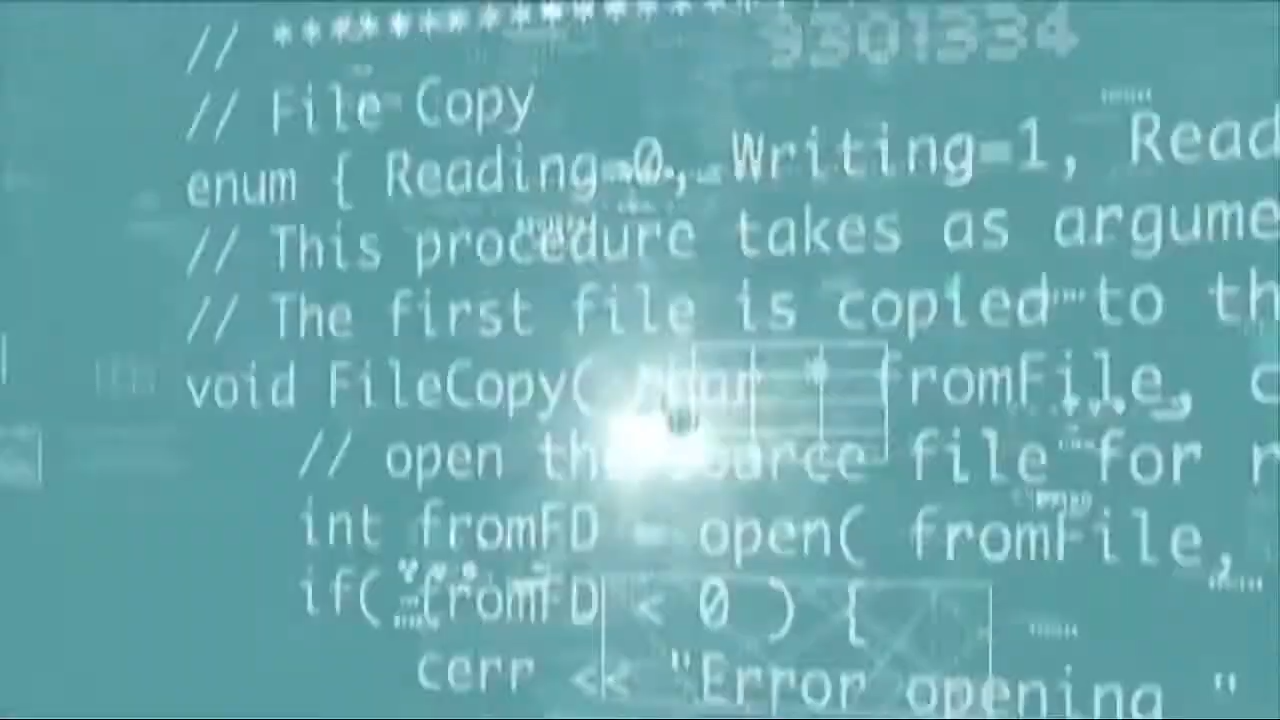 // ****************
9301334
// File Copy
enum { Reading=0, Writing=1, Read
// This procedure takes as argume
// The first file is copied to th
void FileCopy( char * fromFile, c
// open the source file for r
int fromFD = open( fromFile,
if( fromFD < 0 ) {
cerr << "Error opening "